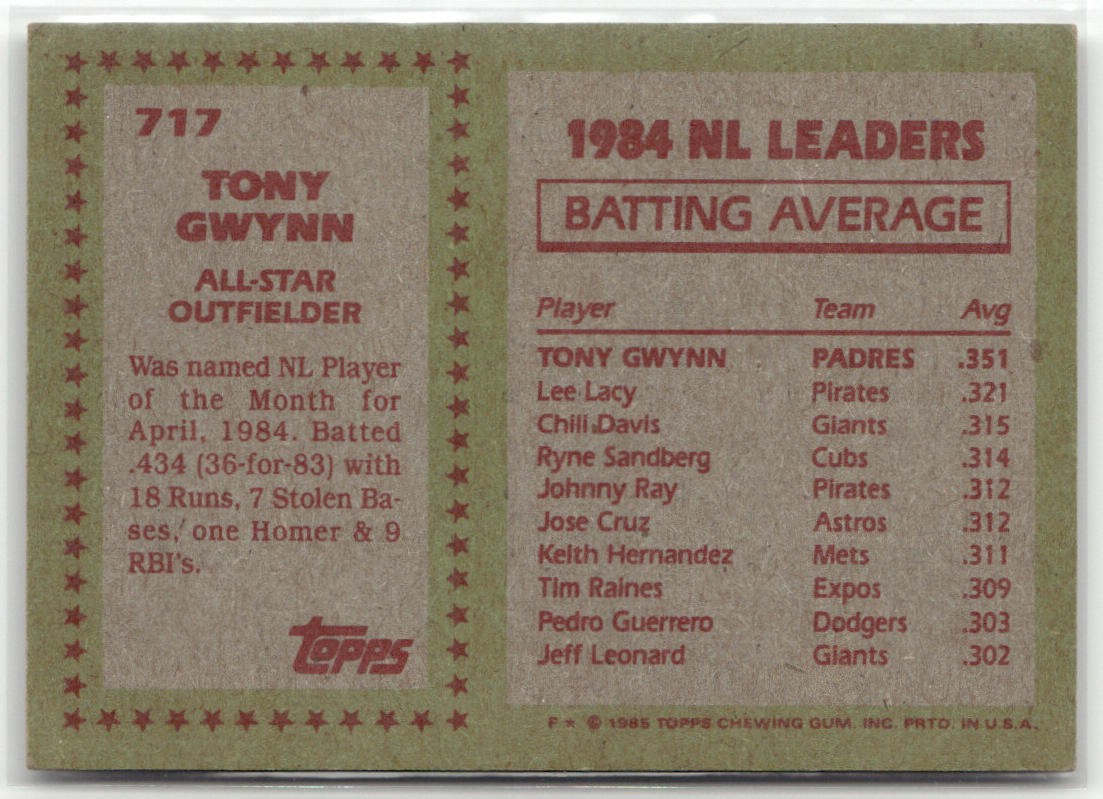 717
TONY
GWYNN
ALL-STAR
OUTFIELDER
Was named NL Player
of the Month for
April, 1984. Batted
.434 (36-for-83) with
18 Runs, 7 Stolen Ba-
ses, one Homer & 9
RBI's.
TOPPS
1984 NL LEADERS
BATTING AVERAGE
Player Team Avg
TONY GWYNN PADRES .351
Lee Lacy Pirates .321
Chili Davis Giants .315
Ryne Sandberg Cubs .314
Johnny Ray Pirates .312
Jose Cruz Astros .312
Keith Hernandez Mets .311
Tim Raines Expos .309
Pedro Guerrero Dodgers .303
Jeff Leonard Giants .302
F ★ © 1985 TOPPS CHEWING GUM. INC. PRTD. IN U.S.A.